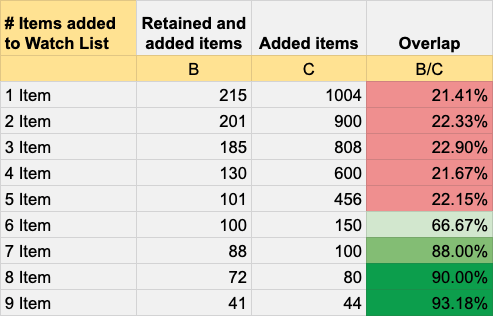 # Items added to Watch List | Retained and added items | Added items | Overlap
B | C | B/C
1 Item | 215 | 1004 | 21.41%
2 Item | 201 | 900 | 22.33%
3 Item | 185 | 808 | 22.90%
4 Item | 130 | 600 | 21.67%
5 Item | 101 | 456 | 22.15%
6 Item | 100 | 150 | 66.67%
7 Item | 88 | 100 | 88.00%
8 Item | 72 | 80 | 90.00%
9 Item | 41 | 44 | 93.18%